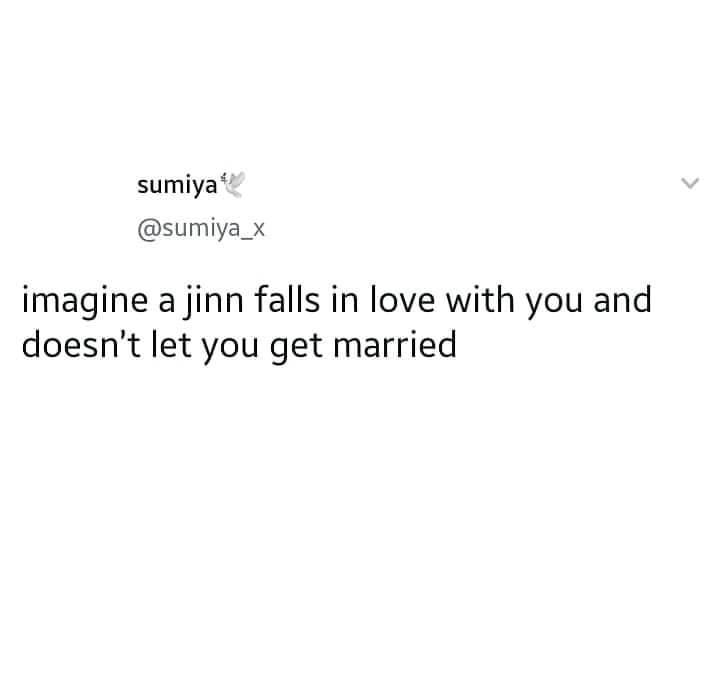 sumiya🕊
@sumiya_x
imagine a jinn falls in love with you and
doesn't let you get married